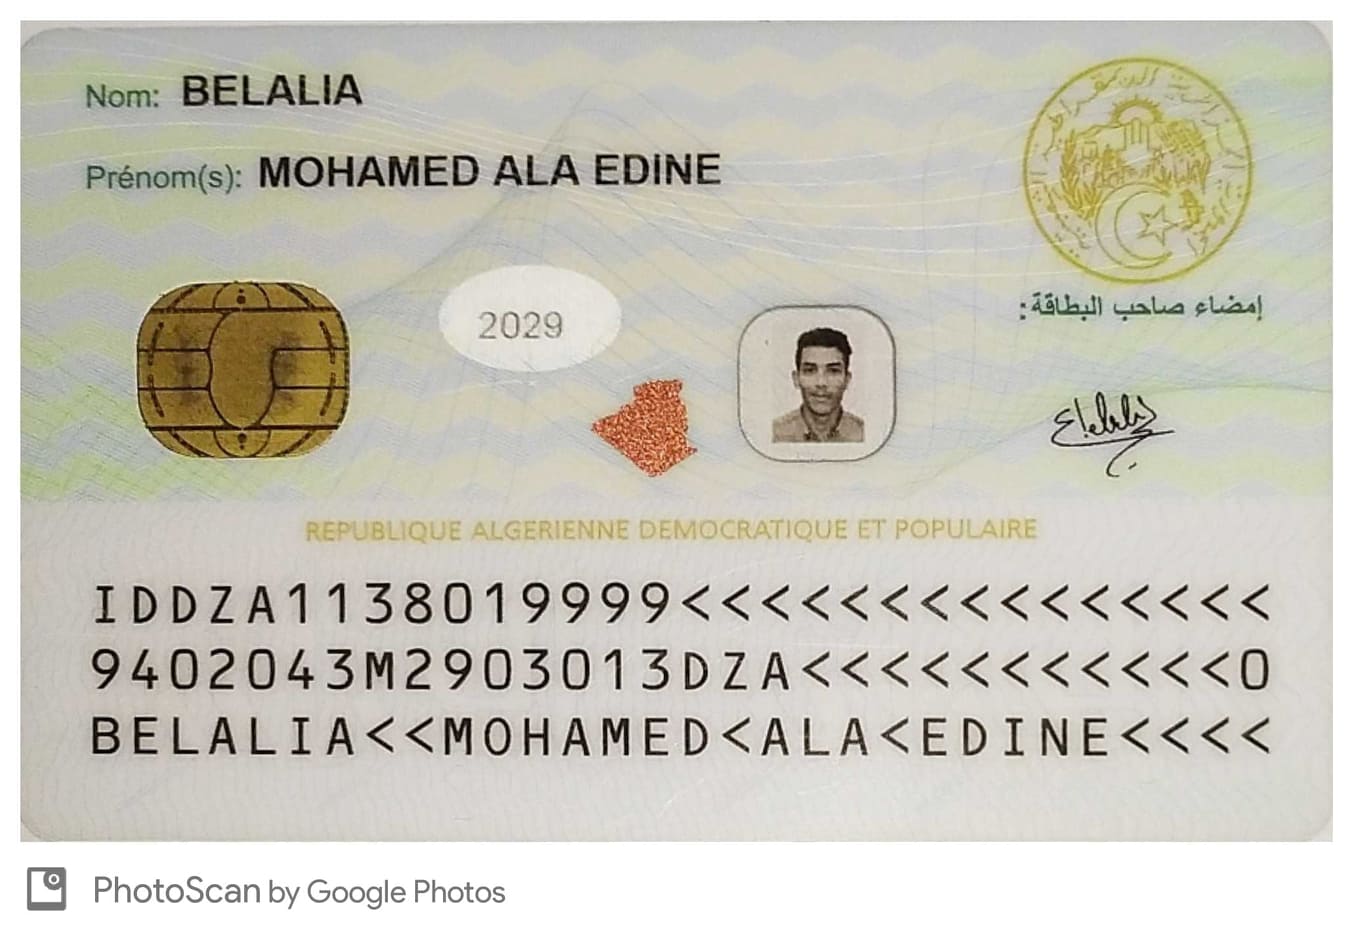 Nom: BELALIA
Prénom(s): MOHAMED ALA EDINE
2029
إمضاء صاحب البطاقة:
REPUBLIQUE ALGERIENNE DEMOCRATIQUE ET POPULAIRE
IDDZA1138019999<<<<<<<<<<<<<<<
9402043M2903013DZA<<<<<<<<<<<0
BELALIA<<MOHAMED<ALA<EDINE<<<<
PhotoScan by Google Photos